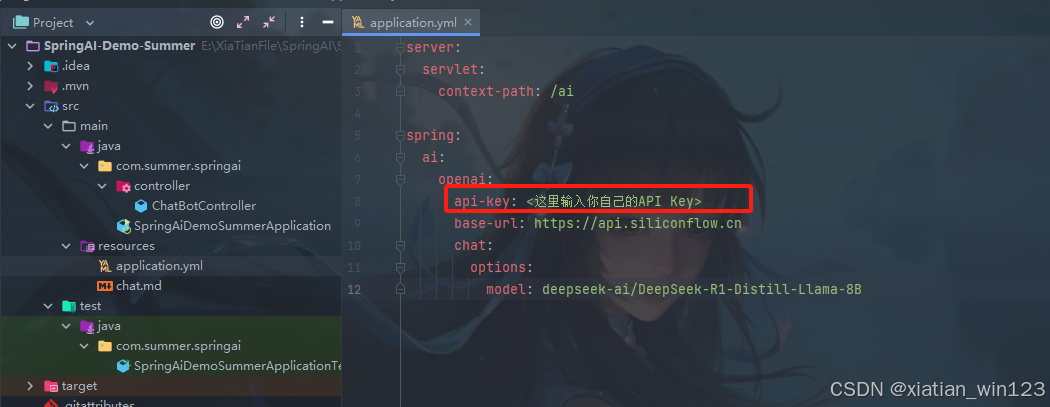 Project
SpringAI-Demo-Summer E:\XiaTianFile\SpringAI\S
.idea
.mvn
src
main
java
com.summer.springai
controller
ChatBotController
SpringAiDemoSummerApplication
resources
application.yml
chat.md
test
java
com.summer.springai
SpringAiDemoSummerApplicationTe
target
.gitattributes
application.yml
1 server:
2 servlet:
3 context-path: /ai
4
5 spring:
6 ai:
7 openai:
8 api-key: <这里输入你自己的API Key>
9 base-url: https://api.siliconflow.cn
10 chat:
11 options:
12 model: deepseek-ai/DeepSeek-R1-Distill-Llama-8B
CSDN @xiatian_win123